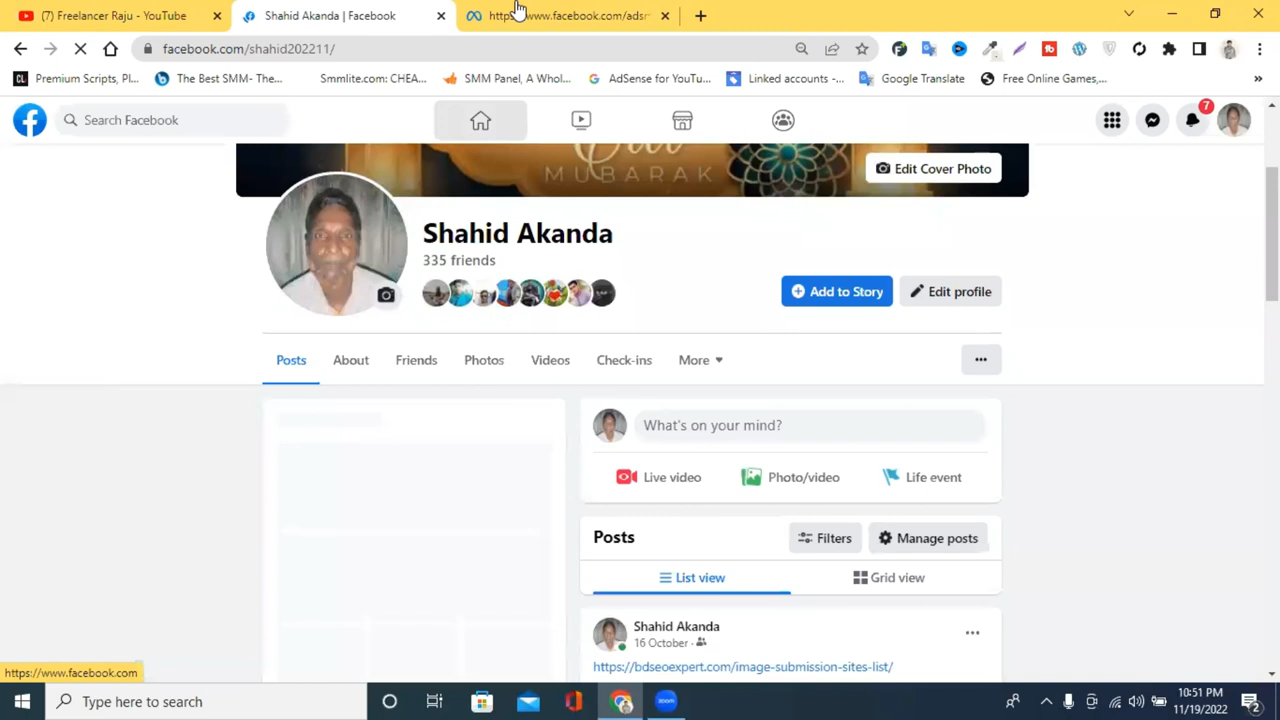 (7) Freelancer Raju - YouTube
Shahid Akanda | Facebook
https://www.facebook.com/adsm
facebook.com/shahid202211/
CL Premium Scripts, Pl...
The Best SMM- The...
Smmlite.com: CHEA...
SMM Panel, A Whol...
AdSense for YouTu...
Linked accounts -...
Google Translate
Free Online Games,...
»
Search Facebook
7
MUBARAK
Edit Cover Photo
Shahid Akanda
335 friends
Add to Story
Edit profile
Posts
About
Friends
Photos
Videos
Check-ins
More
What's on your mind?
Live video
Photo/video
Life event
Posts
Filters
Manage posts
List view
Grid view
Shahid Akanda
16 October
https://bdseoexpert.com/image-submission-sites-list/
https://www.facebook.com
Type here to search
zoom
10:51 PM
11/19/2022
2